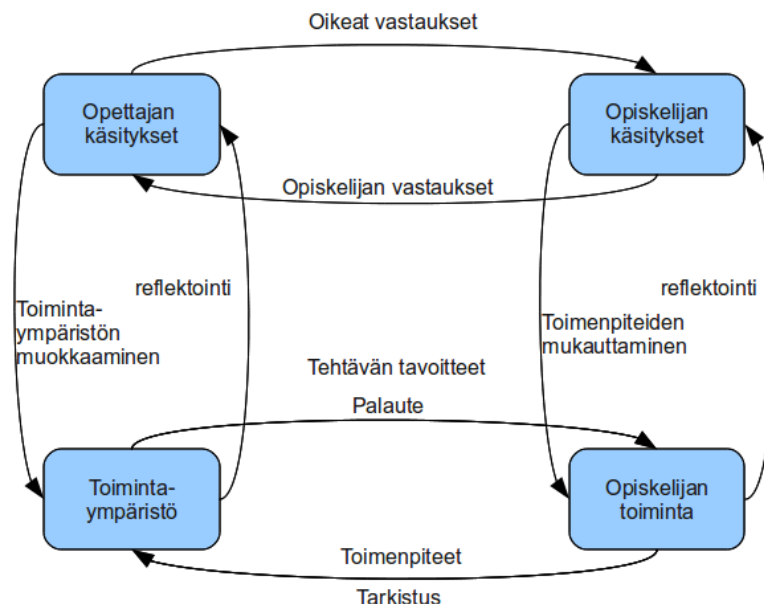 Oikeat vastaukset
Opettajan
käsitykset
Opiskelijan
käsitykset
Opiskelijan vastaukset
reflektointi
reflektointi
Toiminta-
ympäristön
muokkaaminen
Toimenpiteiden
mukauttaminen
Tehtävän tavoitteet
Palaute
Toiminta-
ympäristö
Opiskelijan
toiminta
Toimenpiteet
Tarkistus